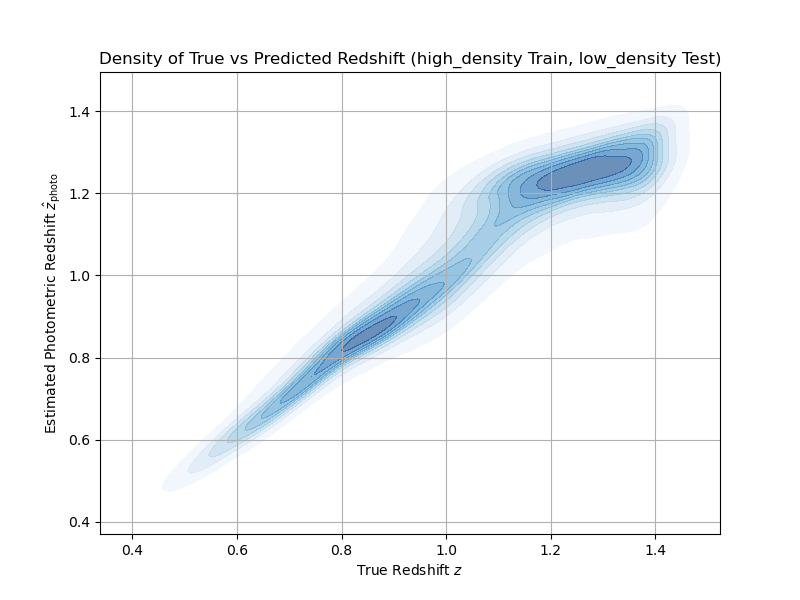 Density of True vs Predicted Redshift (high_density Train, low_density Test)
Estimated Photometric Redshift ẑ_photo
1.4
1.2
1.0
0.8
0.6
0.4
0.4 0.6 0.8 1.0 1.2 1.4
True Redshift z